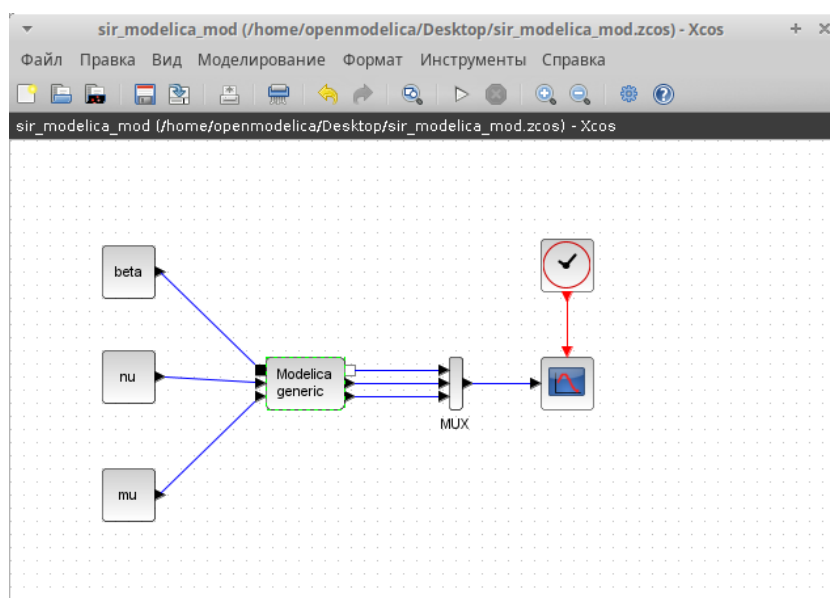 sir_modelica_mod (/home/openmodelica/Desktop/sir_modelica_mod.zcos) - Xcos
Файл Правка Вид Моделирование Формат Инструменты Справка
sir_modelica_mod (/home/openmodelica/Desktop/sir_modelica_mod.zcos) - Xcos
beta
nu
Modelica
generic
MUX
mu